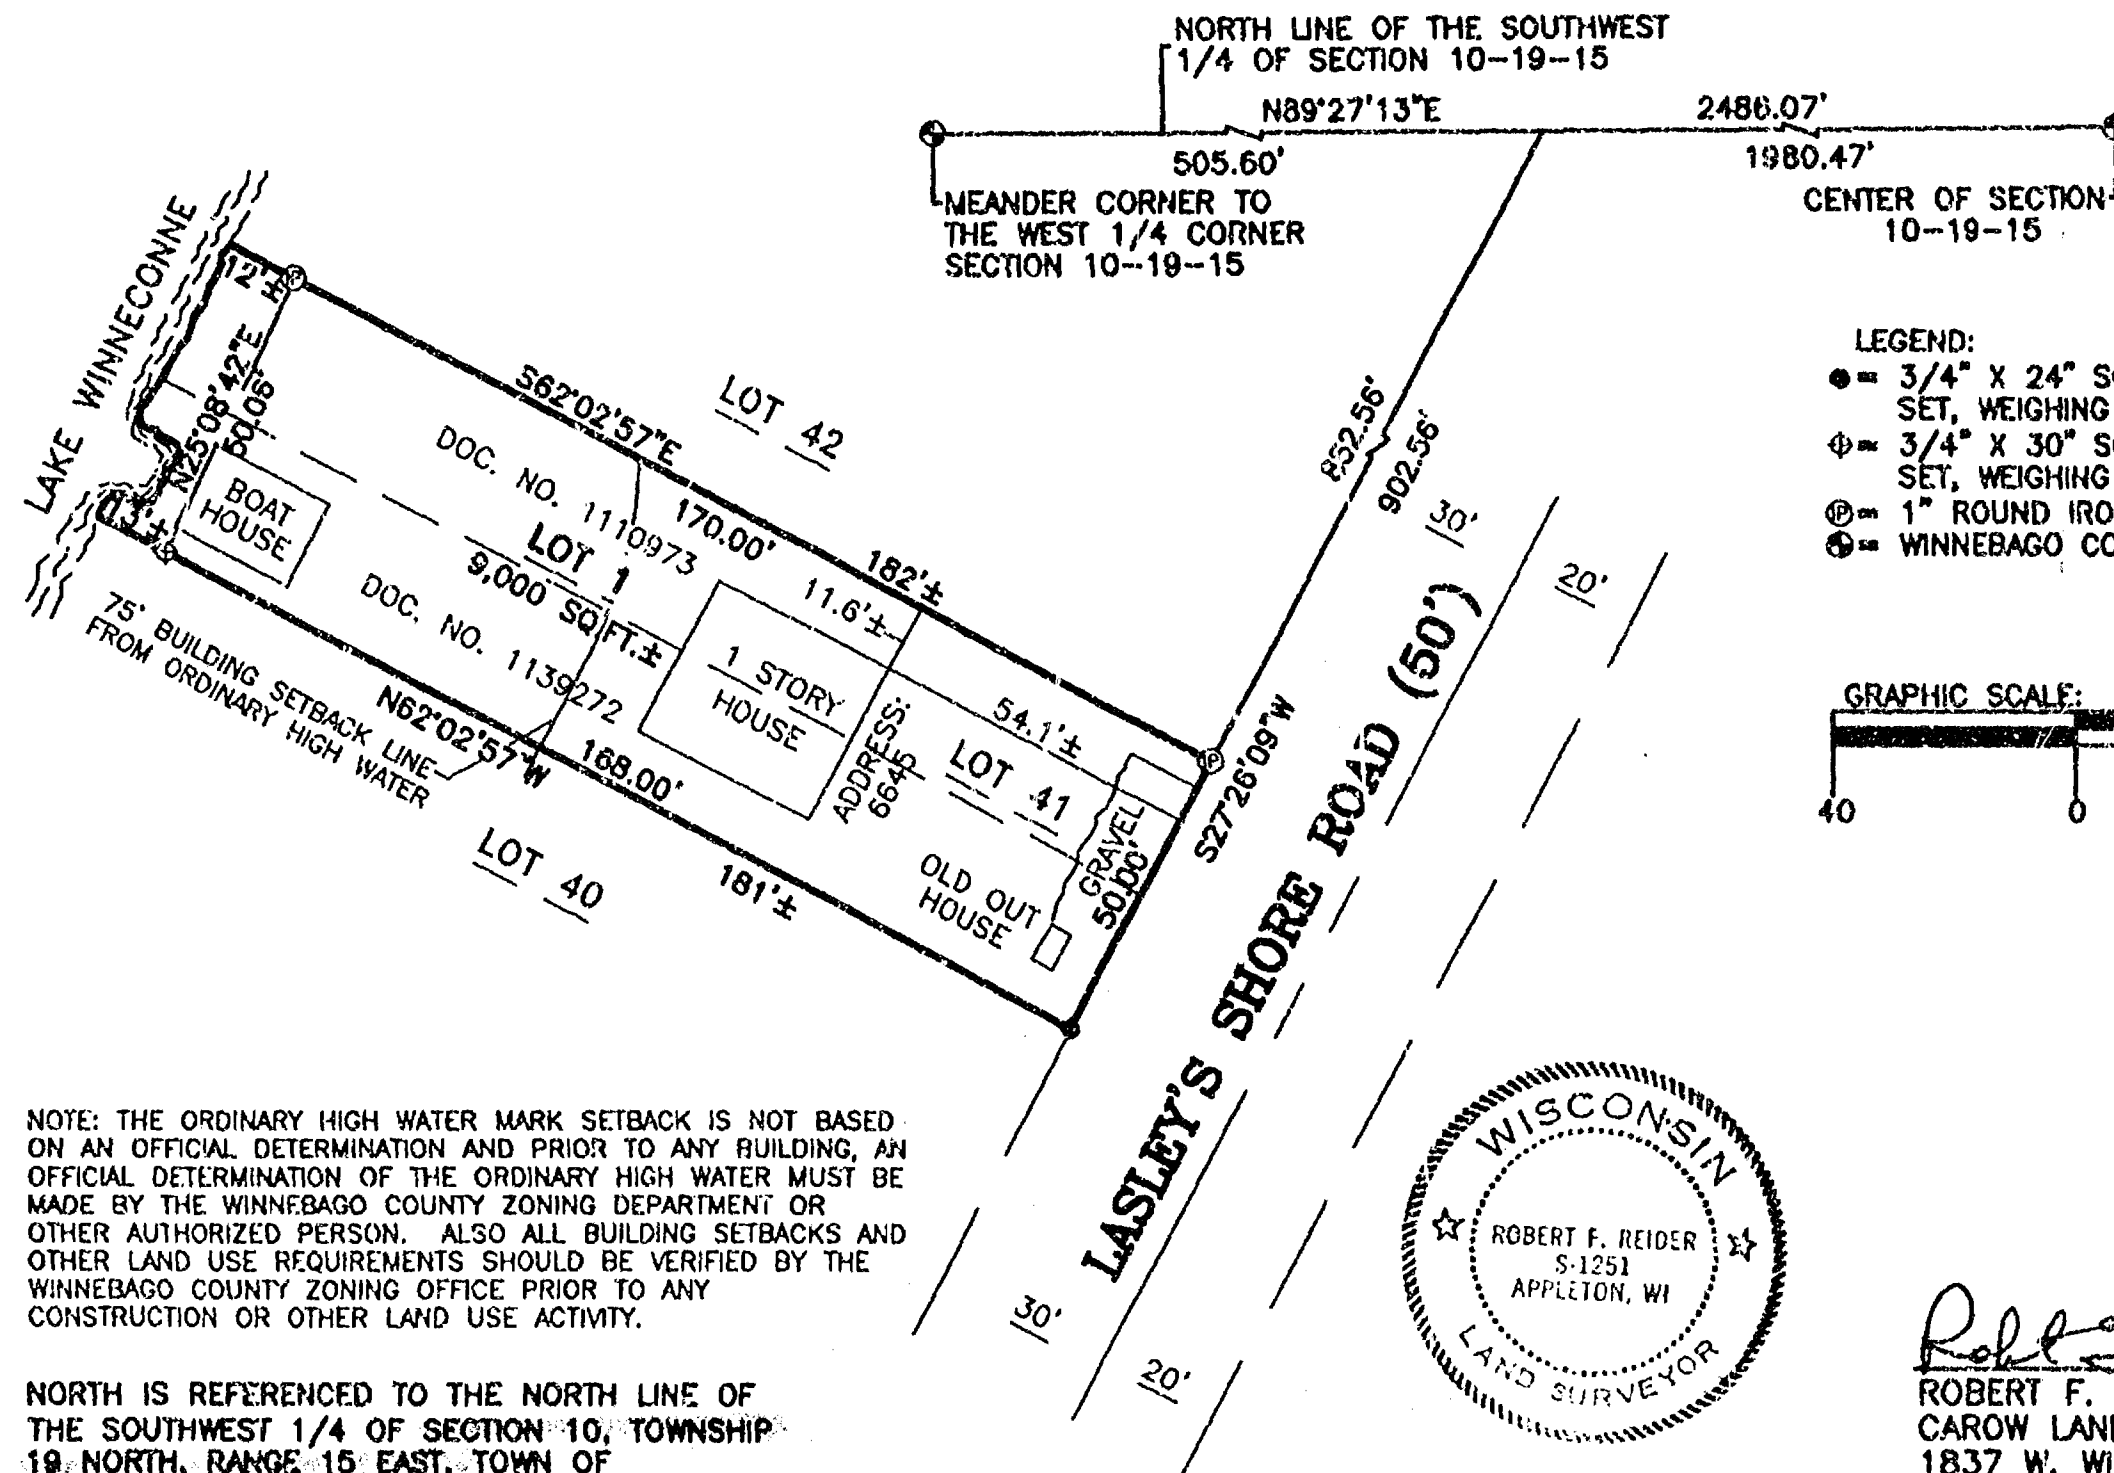 NORTH LINE OF THE SOUTHWEST
1/4 OF SECTION 10-19-15
N89°27'13"E
2486.07'
505.60'
1980.47'
MEANDER CORNER TO
THE WEST 1/4 CORNER
SECTION 10-19-15
CENTER OF SECTION
10-19-15
LAKE WINNECONNE
12'±
N25°08'42"E
50.06'
13'±
S62°02'57"E
170.00'
182'±
LOT 42
DOC. NO. 1110973
LOT 1
9,000 SQ.FT.±
DOC. NO. 1139272
BOAT
HOUSE
75' BUILDING SETBACK LINE
FROM ORDINARY HIGH WATER
N62°02'57"W
168.00'
181'±
LOT 40
11.6'±
1 STORY
HOUSE
ADDRESS:
6645
54.1'±
LOT 41
GRAVEL
50.00'
OLD OUT
HOUSE
S27°26'09"W
852.56'
902.56'
30'
20'
LASLEY'S SHORE ROAD (50')
30'
20'
LEGEND:
= 3/4" X 24"
SET, WEIGHING
= 3/4" X 30"
SET, WEIGHING
= 1" ROUND
= WINNEBAGO
GRAPHIC SCALE:
40 0
NOTE: THE ORDINARY HIGH WATER MARK SETBACK IS NOT BASED
ON AN OFFICIAL DETERMINATION AND PRIOR TO ANY BUILDING, AN
OFFICIAL DETERMINATION OF THE ORDINARY HIGH WATER MUST BE
MADE BY THE WINNEBAGO COUNTY ZONING DEPARTMENT OR
OTHER AUTHORIZED PERSON. ALSO ALL BUILDING SETBACKS AND
OTHER LAND USE REQUIREMENTS SHOULD BE VERIFIED BY THE
WINNEBAGO COUNTY ZONING OFFICE PRIOR TO ANY
CONSTRUCTION OR OTHER LAND USE ACTIVITY.
NORTH IS REFERENCED TO THE NORTH LINE OF
THE SOUTHWEST 1/4 OF SECTION 10, TOWNSHIP
19 NORTH, RANGE 15 EAST, TOWN OF
WISCONSIN
ROBERT F. REIDER
S-1251
APPLETON, WI
LAND SURVEYOR
ROBERT F.
CAROW
1837 W.